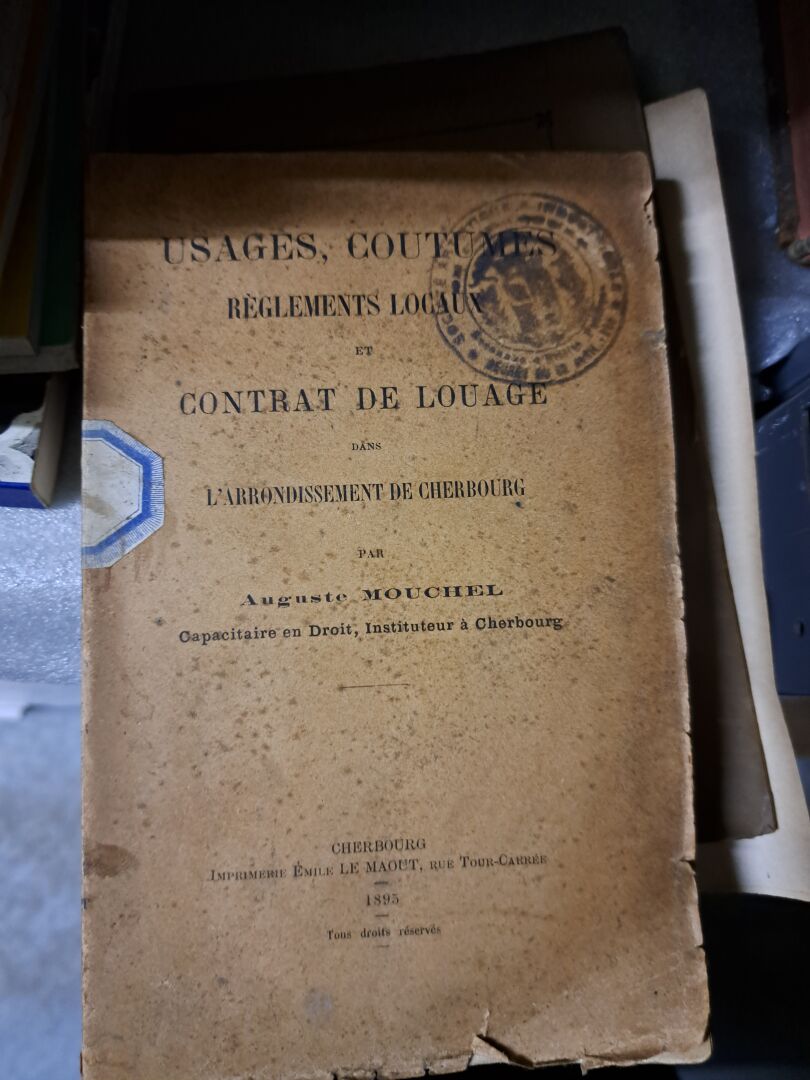 USAGES, COUTUMES
RÈGLEMENTS LOCAUX
ET
CONTRAT DE LOUAGE
DANS
L'ARRONDISSEMENT DE CHERBOURG
PAR
Auguste MOUCHEL
Capacitaire en Droit, Instituteur à Cherbourg
CHERBOURG
IMPRIMERIE ÉMILE LE MAOUT, RUE TOUR-CARRÉE
1895
Tous droits réservés